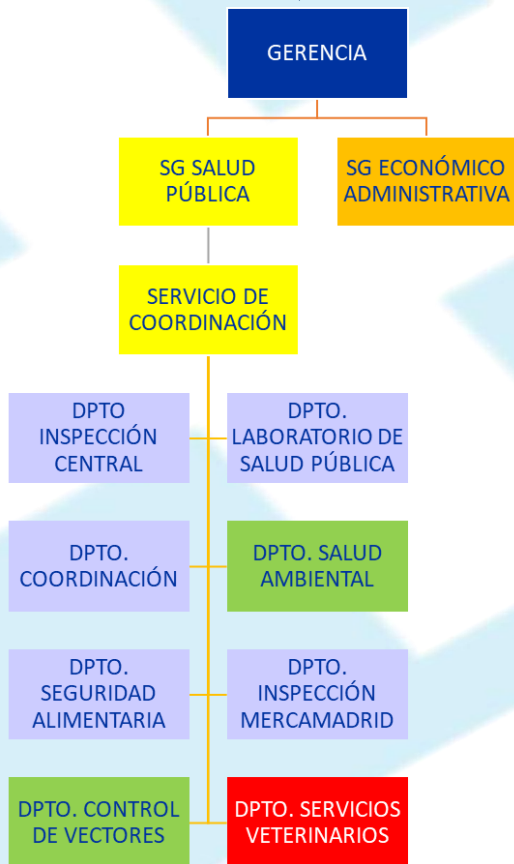 GERENCIA
SG SALUD
PÚBLICA
SG ECONÓMICO
ADMINISTRATIVA
SERVICIO DE
COORDINACIÓN
DPTO
INSPECCIÓN
CENTRAL
DPTO.
LABORATORIO DE
SALUD PÚBLICA
DPTO.
COORDINACIÓN
DPTO. SALUD
AMBIENTAL
DPTO.
SEGURIDAD
ALIMENTARIA
DPTO.
INSPECCIÓN
MERCAMADRID
DPTO. CONTROL
DE VECTORES
DPTO. SERVICIOS
VETERINARIOS